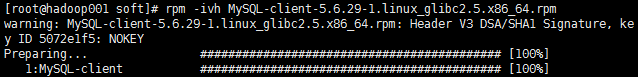 [root@hadoop001 soft]# rpm -ivh MySQL-client-5.6.29-1.linux_glibc2.5.x86_64.rpm
warning: MySQL-client-5.6.29-1.linux_glibc2.5.x86_64.rpm: Header V3 DSA/SHA1 Signature, ke
y ID 5072e1f5: NOKEY
Preparing...                ########################################### [100%]
   1:MySQL-client           ########################################### [100%]